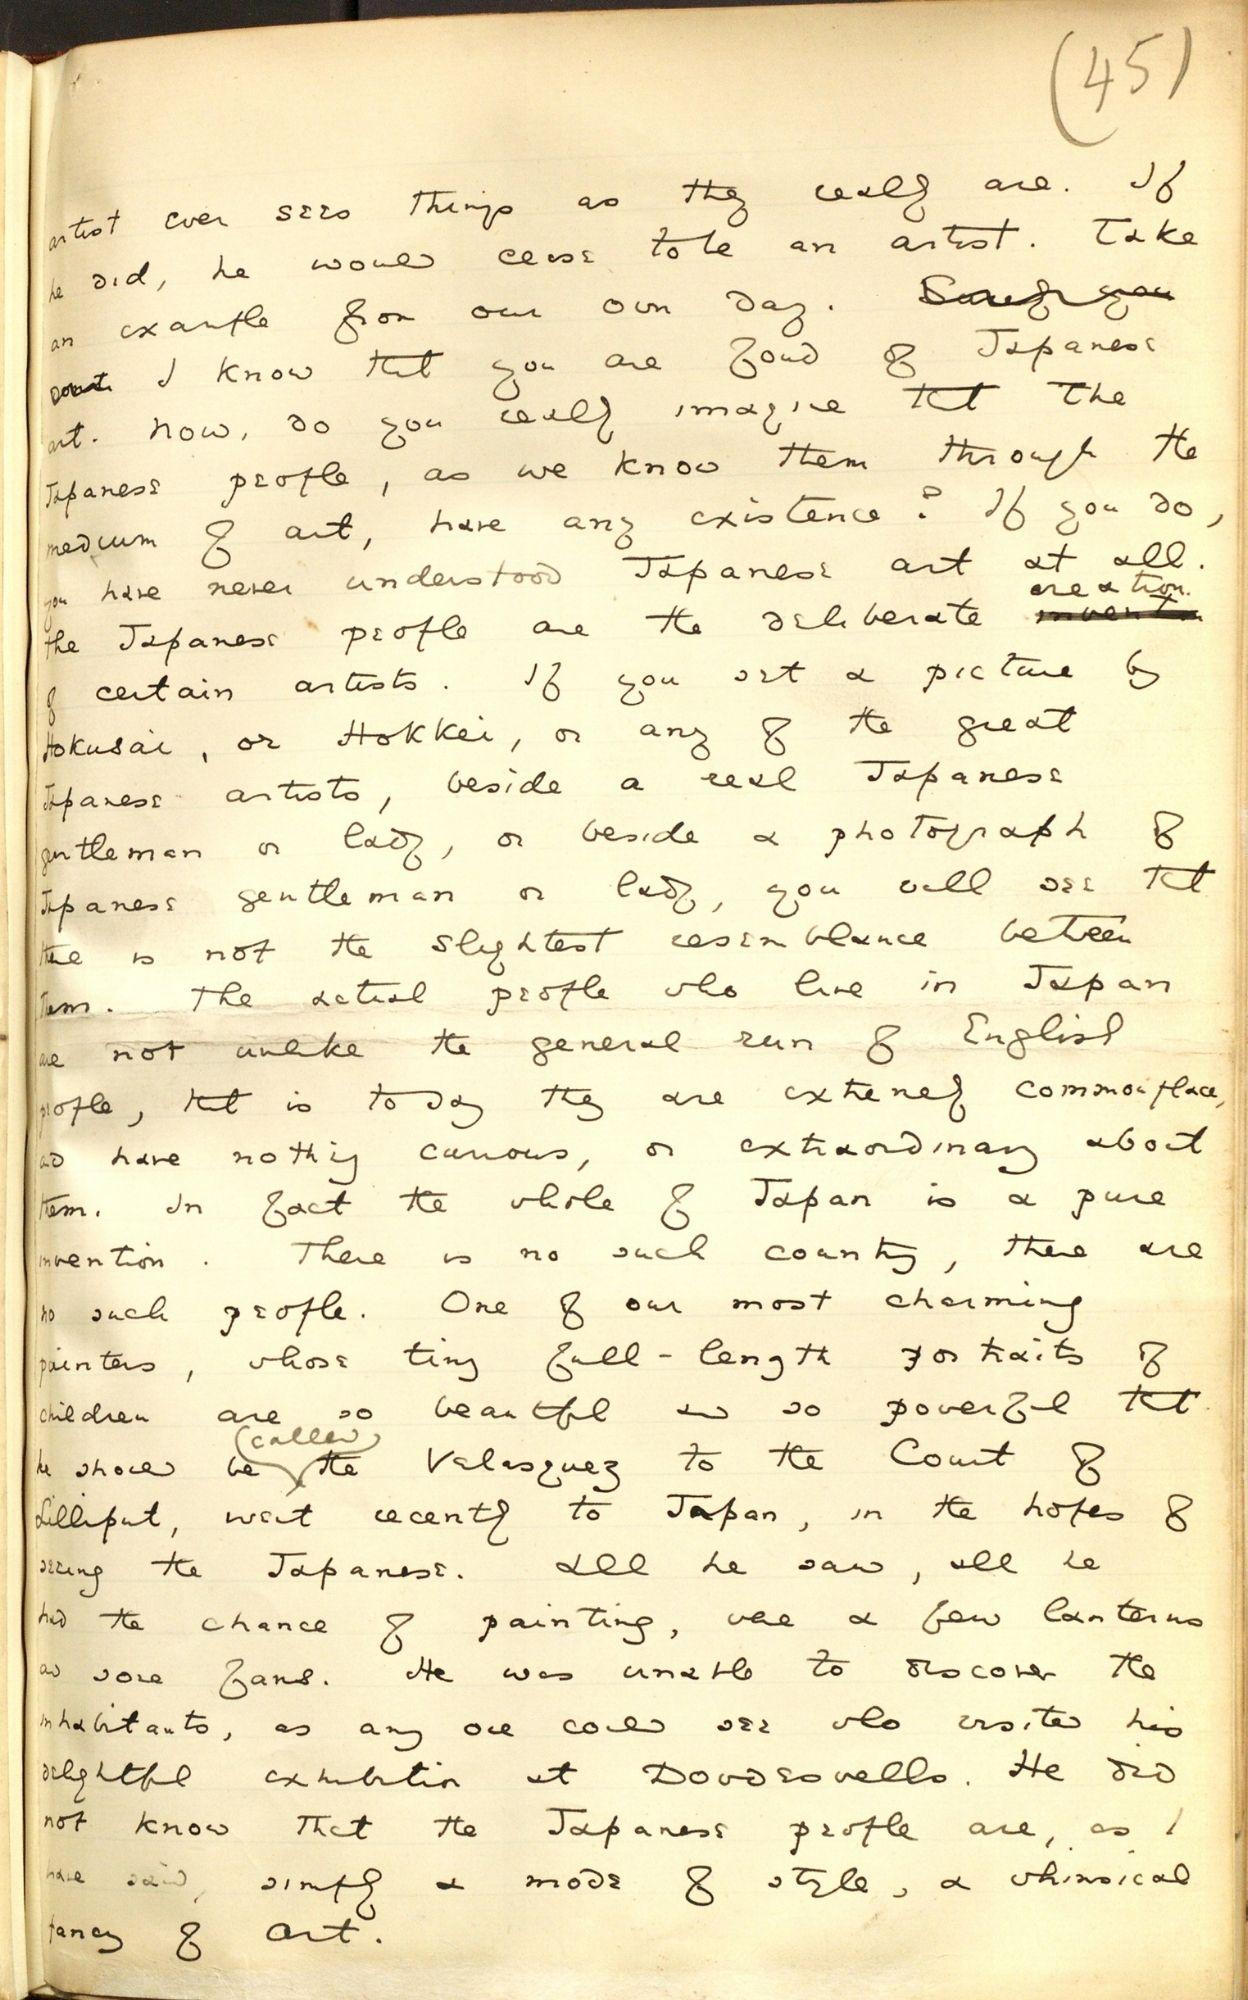 (45)
artist ever sees things as they really are. If
he did, he would cease to be an artist. Take
an example from our own day. Surely you
doubt I know that you are fond of Japanese
art. Now, do you really imagine that the
Japanese people, as we know them through the
medium of art, have any existence? If you do,
you have never understood Japanese art at all.
creation
the Japanese people are the deliberate invention
of certain artists. If you set a picture by
Hokusai, or Hokkei, or any of the great
Japanese artists, beside a real Japanese
gentleman or lady, or beside a photograph of
Japanese gentleman or lady, you will see that
there is not the slightest resemblance between
them. The actual people who live in Japan
are not unlike the general run of English
people, that is to say they are extremely commonplace,
and have nothing curious, or extraordinary about
them. In fact the whole of Japan is a pure
invention. There is no such country, there are
no such people. One of our most charming
painters, whose tiny full-length portraits of
children are so beautiful and so powerful that
(called)
he should be the Velasquez to the Court of
Lilliput, went recently to Japan, in the hopes of
seeing the Japanese. All he saw, all he
had the chance of painting, were a few lanterns
and some fans. He was unable to discover the
inhabitants, as any one could see who visited his
delightful exhibition at Dowdeswells. He did
not know that the Japanese people are, as I
have said, simply a mode of style, a whimsical
fancy of art.